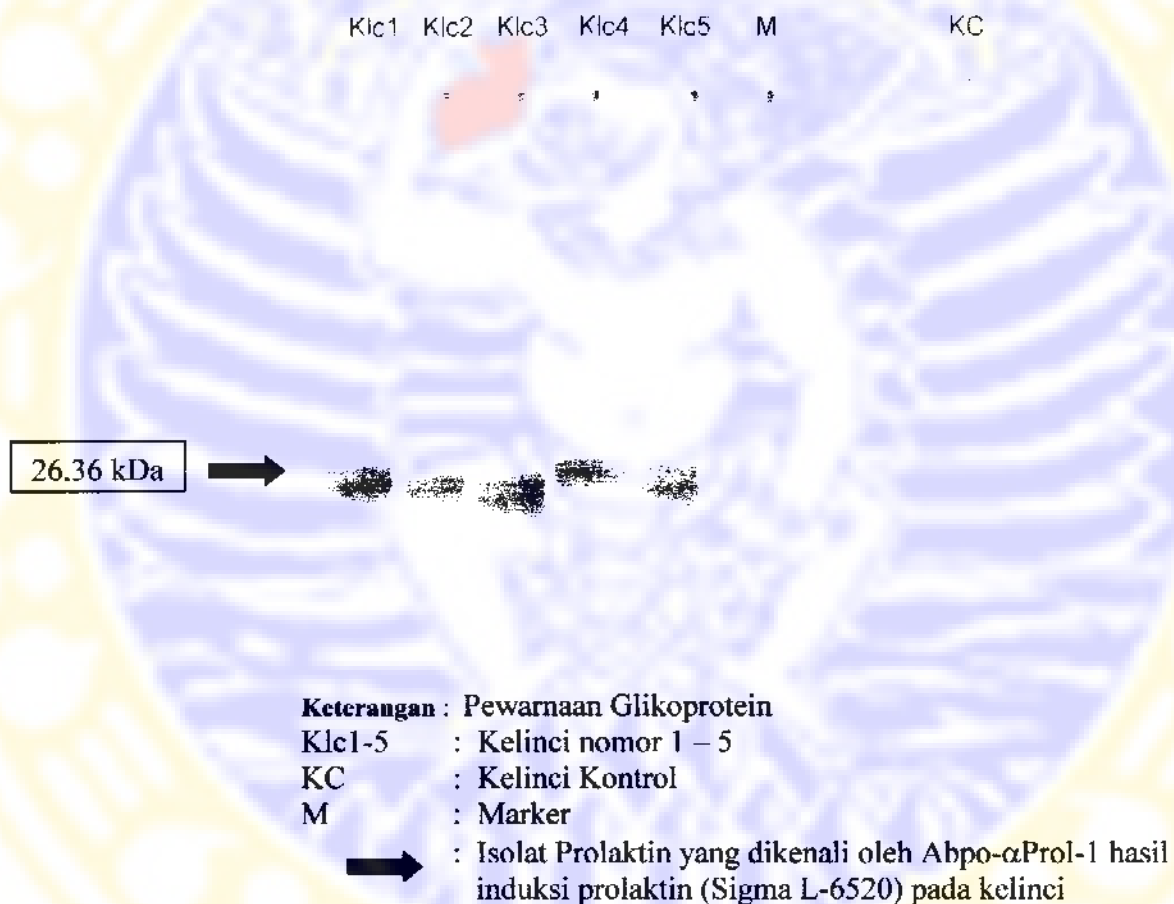 Klc1 Klc2 Klc3 Klc4 Klc5 M KC
26.36 kDa
Keterangan : Pewarnaan Glikoprotein
Klc1-5 : Kelinci nomor 1 – 5
KC : Kelinci Kontrol
M : Marker
: Isolat Prolaktin yang dikenali oleh Abpo-αProl-1 hasil
induksi prolaktin (Sigma L-6520) pada kelinci